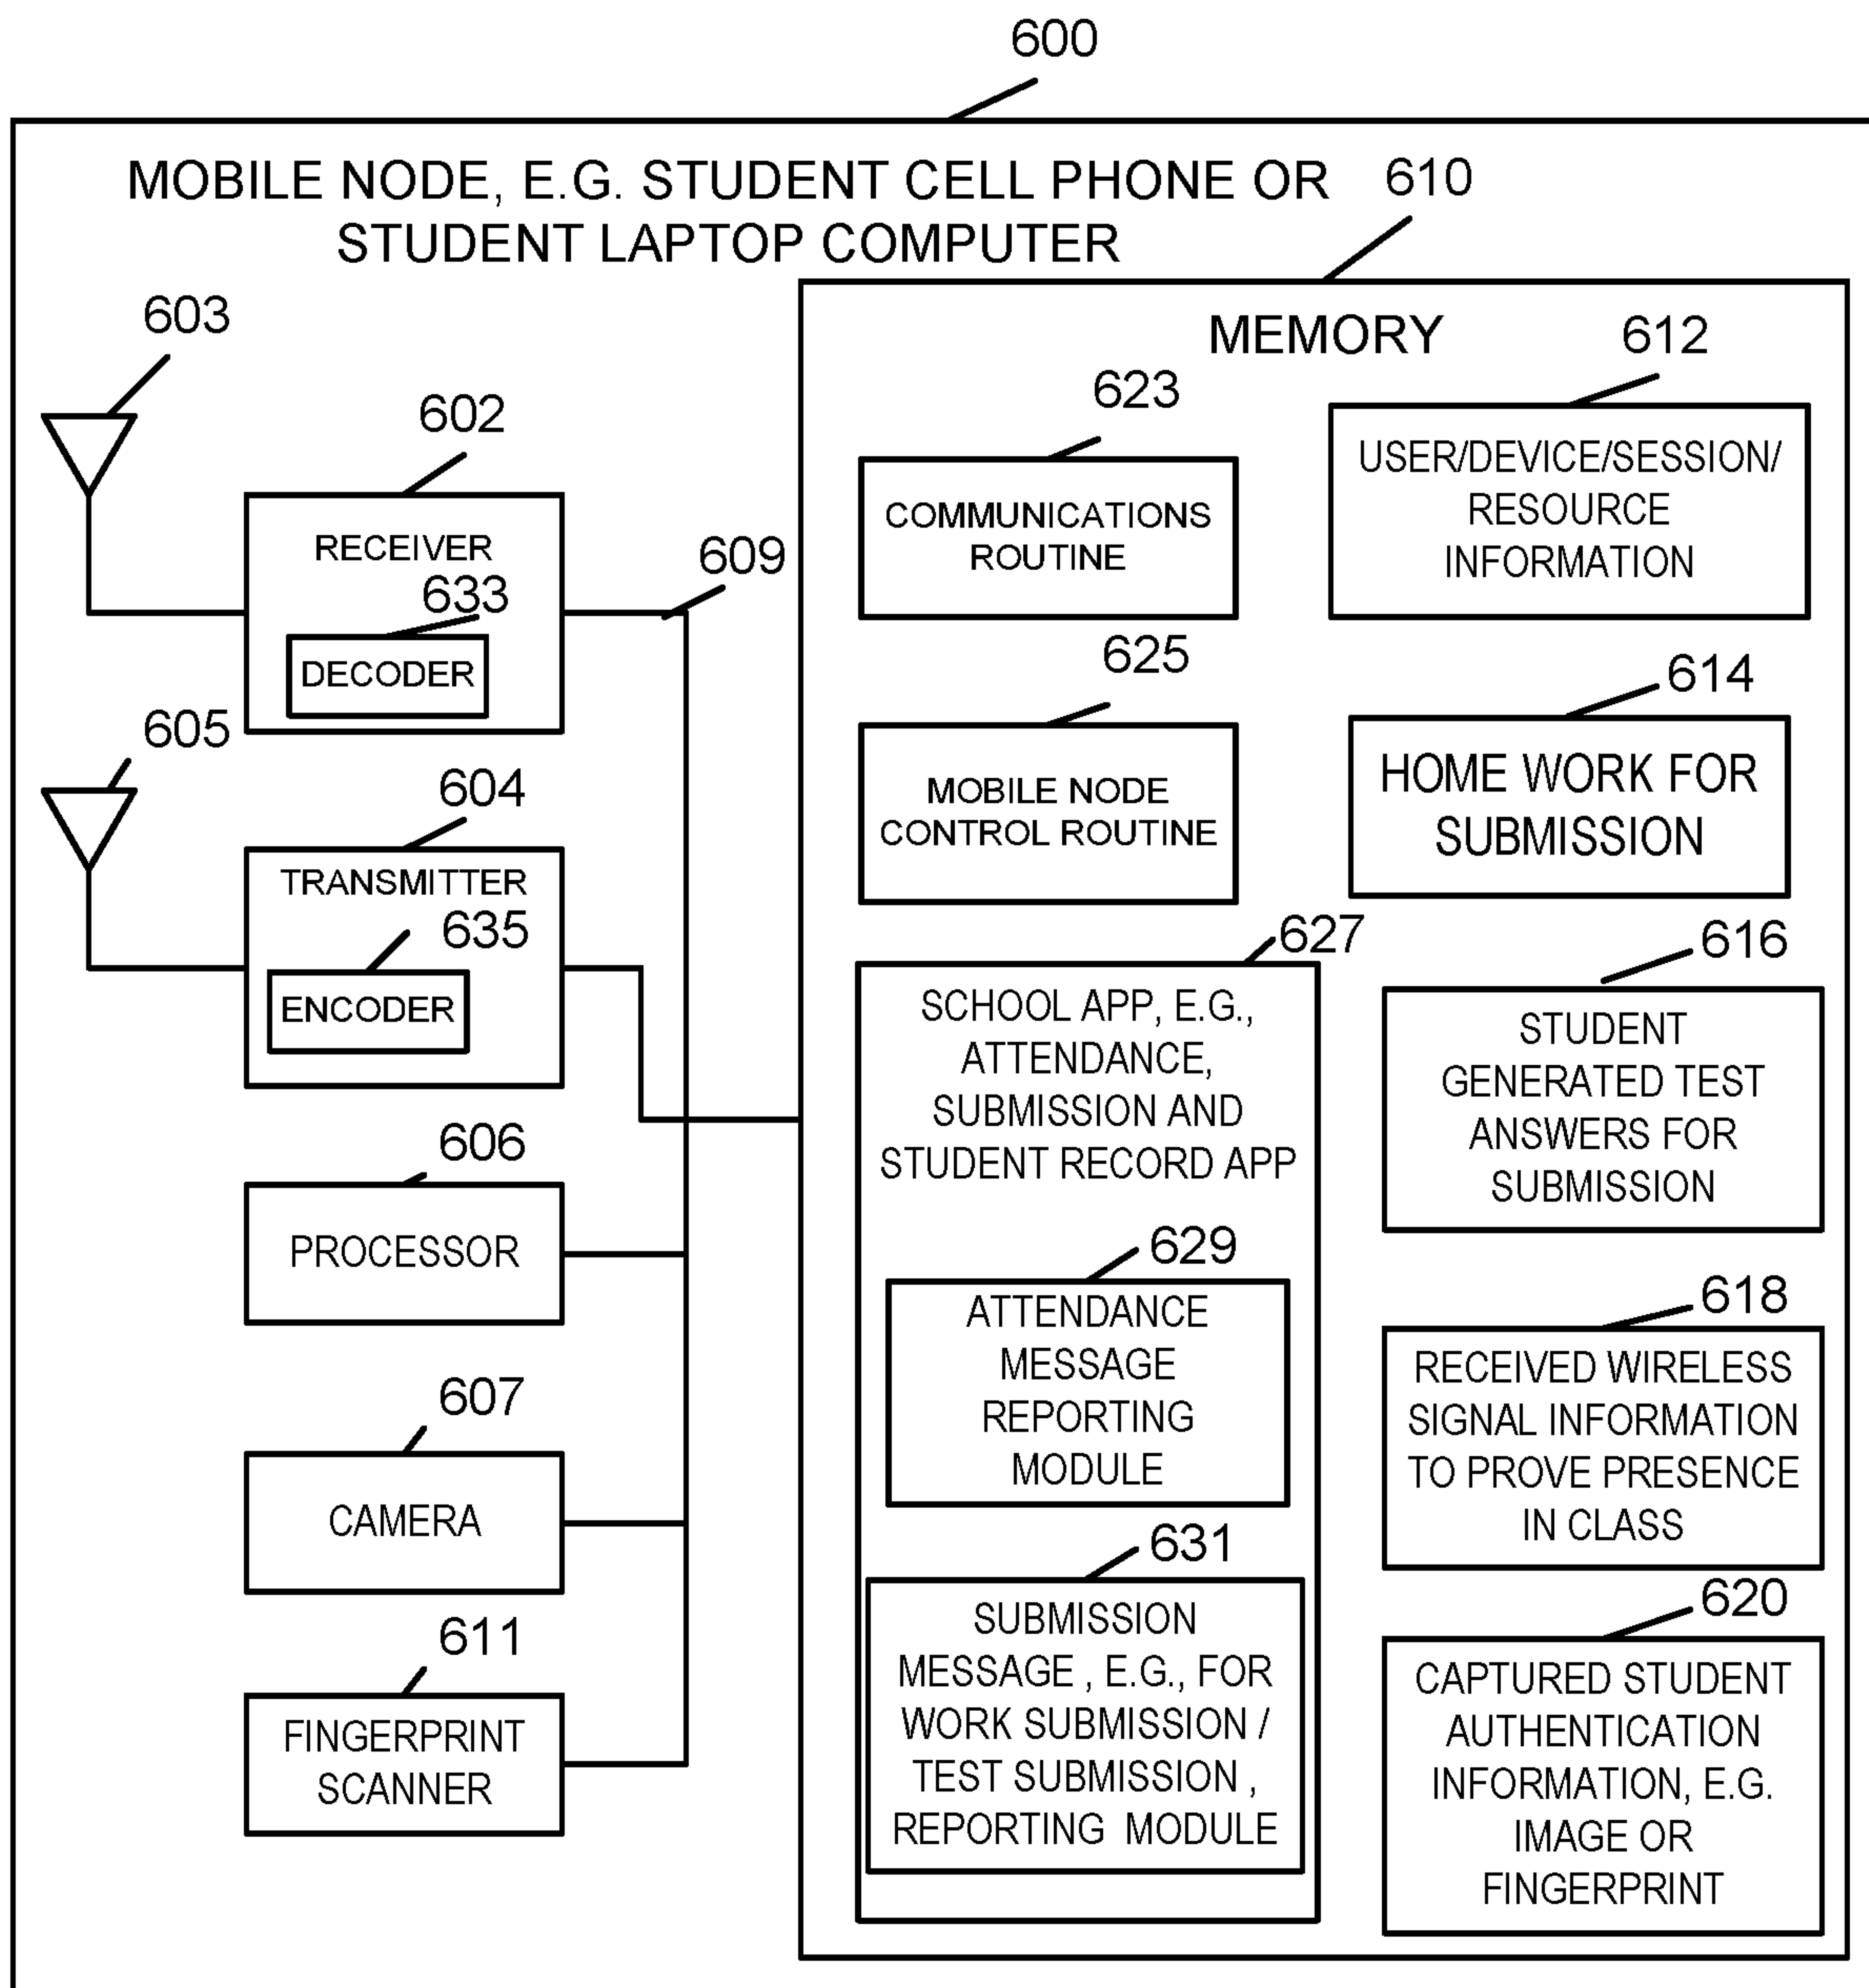 600
MOBILE NODE, E.G. STUDENT CELL PHONE OR
STUDENT LAPTOP COMPUTER
610
603
602
RECEIVER
633
DECODER
609
605
604
TRANSMITTER
635
ENCODER
606
PROCESSOR
607
CAMERA
611
FINGERPRINT
SCANNER
MEMORY
623
COMMUNICATIONS
ROUTINE
612
USER/DEVICE/SESSION/
RESOURCE
INFORMATION
625
MOBILE NODE
CONTROL ROUTINE
614
HOME WORK FOR
SUBMISSION
627
SCHOOL APP, E.G.,
ATTENDANCE,
SUBMISSION AND
STUDENT RECORD APP
629
ATTENDANCE
MESSAGE
REPORTING
MODULE
631
SUBMISSION
MESSAGE , E.G., FOR
WORK SUBMISSION /
TEST SUBMISSION ,
REPORTING MODULE
616
STUDENT
GENERATED TEST
ANSWERS FOR
SUBMISSION
618
RECEIVED WIRELESS
SIGNAL INFORMATION
TO PROVE PRESENCE
IN CLASS
620
CAPTURED STUDENT
AUTHENTICATION
INFORMATION, E.G.
IMAGE OR
FINGERPRINT